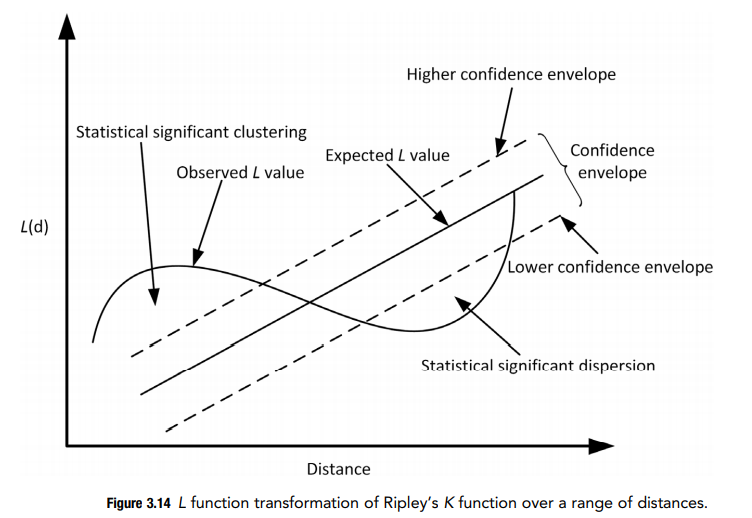 Higher confidence envelope
Statistical significant clustering
Observed L value
Expected L value
Confidence
envelope
L(d)
Lower confidence envelope
Statistical significant dispersion
Distance
Figure 3.14 L function transformation of Ripley's K function over a range of distances.